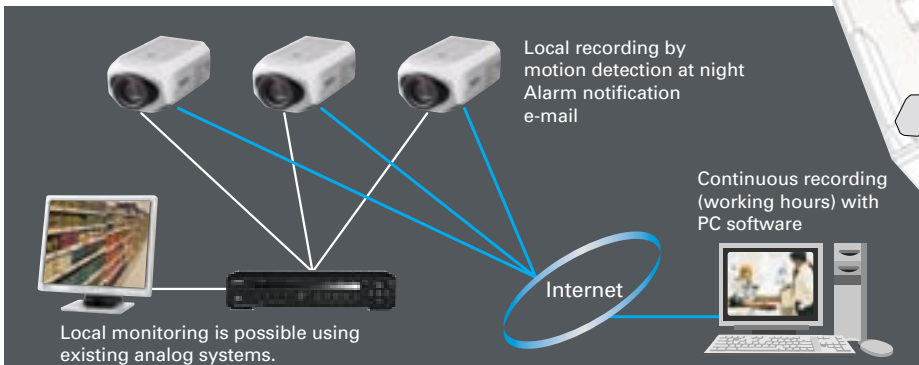 Local recording by
motion detection at night
Alarm notification
e-mail
Continuous recording
(working hours) with
PC software
Internet
Local monitoring is possible using
existing analog systems.